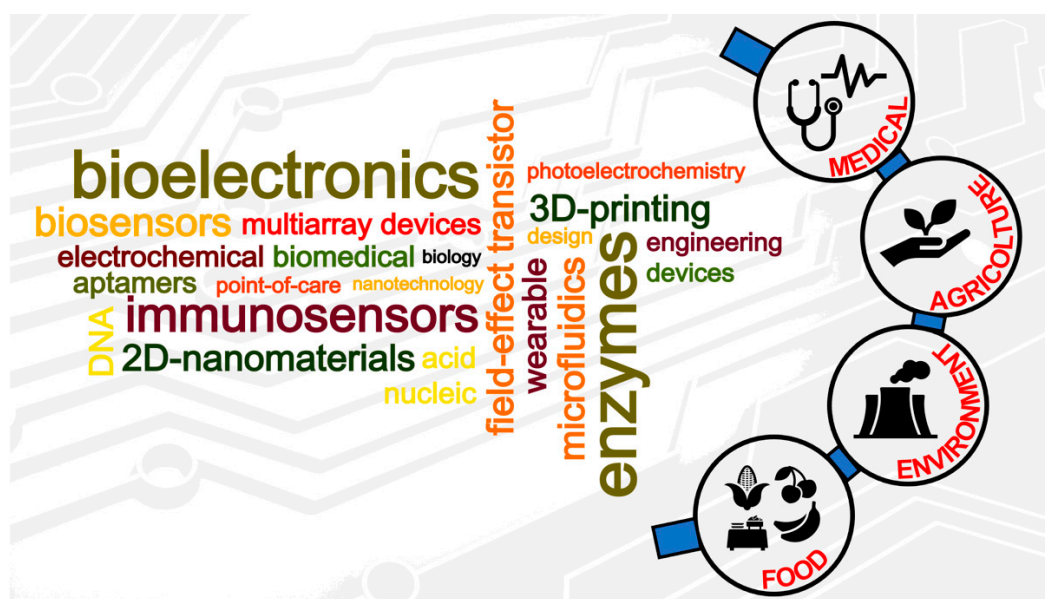 bioelectronics
biosensors multiarray devices
electrochemical biomedical biology
aptamers point-of-care nanotechnology
DNA
immunosensors
2D-nanomaterials acid
nucleic
field-effect transistor
photoelectrochemistry
3D-printing
design
engineering
devices
wearable
microfluidics
enzymes
MEDICAL
AGRICOLTURE
ENVIRONMENT
FOOD